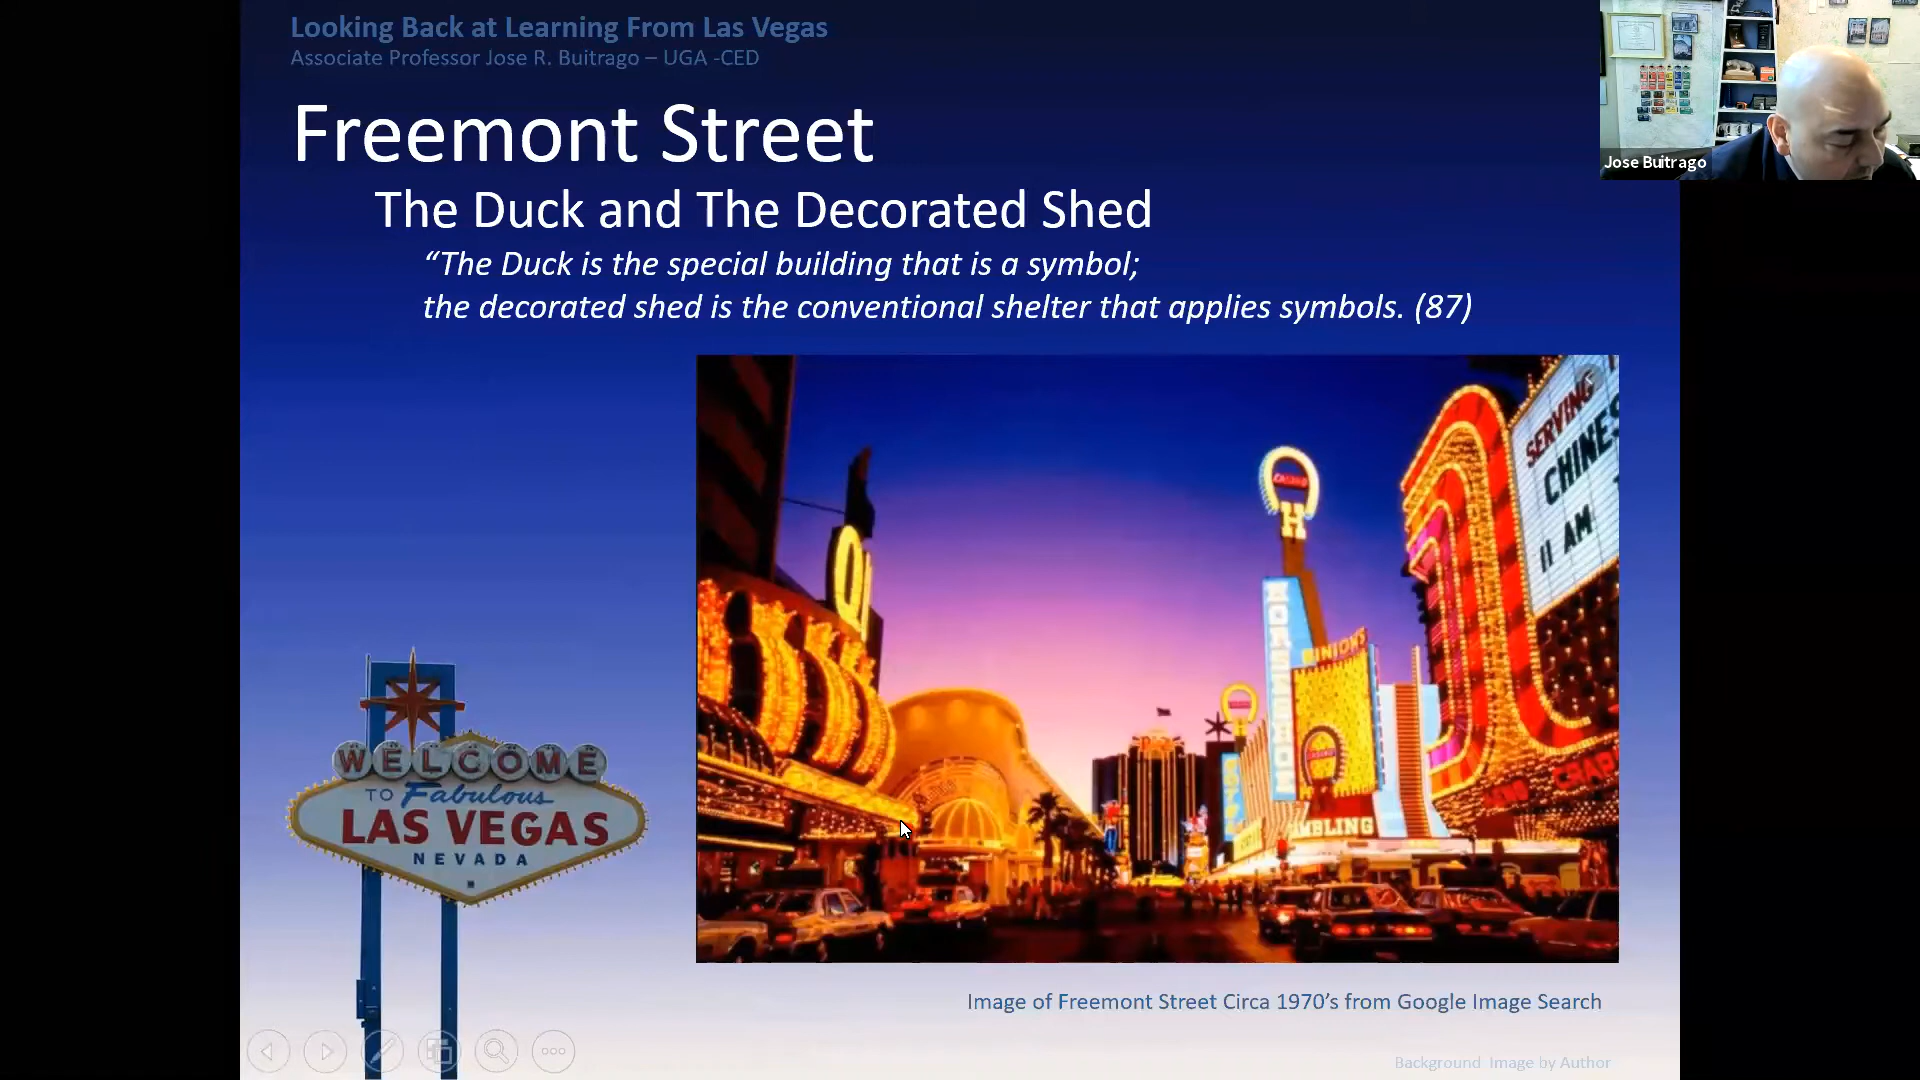 Looking Back at Learning From Las Vegas
Associate Professor Jose R. Buitrago – UGA -CED
Freemont Street
The Duck and The Decorated Shed
“The Duck is the special building that is a symbol;
the decorated shed is the conventional shelter that applies symbols. (87)
Jose Buitrago
SERVING
CHINES
11 AM
CASINO
H
HORSESHOE
BINION'S
MBLING
WELCOME
TO Fabulous
LAS VEGAS
NEVADA
Image of Freemont Street Circa 1970’s from Google Image Search
Background Image by Author